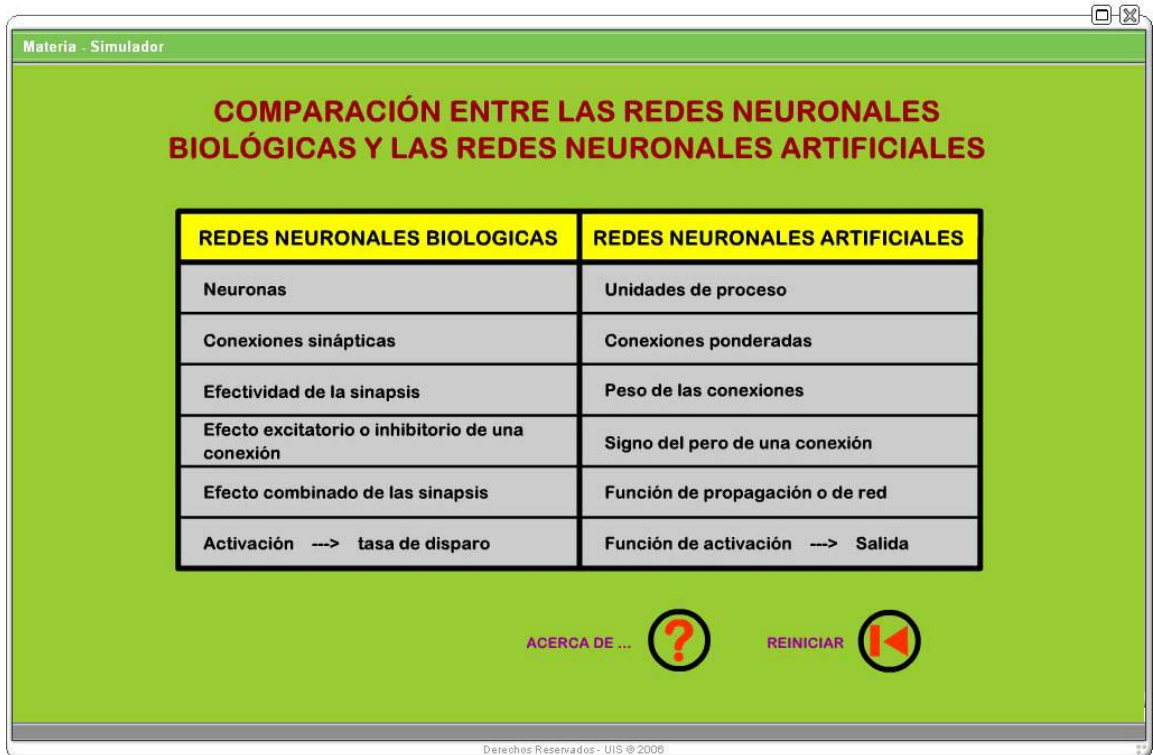 Materia - Simulador
COMPARACIÓN ENTRE LAS REDES NEURONALES
BIOLÓGICAS Y LAS REDES NEURONALES ARTIFICIALES
REDES NEURONALES BIOLOGICAS
REDES NEURONALES ARTIFICIALES
Neuronas
Unidades de proceso
Conexiones sinápticas
Conexiones ponderadas
Efectividad de la sinapsis
Peso de las conexiones
Efecto excitatorio o inhibitorio de una
conexión
Signo del pero de una conexión
Efecto combinado de las sinapsis
Función de propagación o de red
Activación ---> tasa de disparo
Función de activación ---> Salida
ACERCA DE ...
?
REINICIAR
Derechos Reservados - UIS © 2006